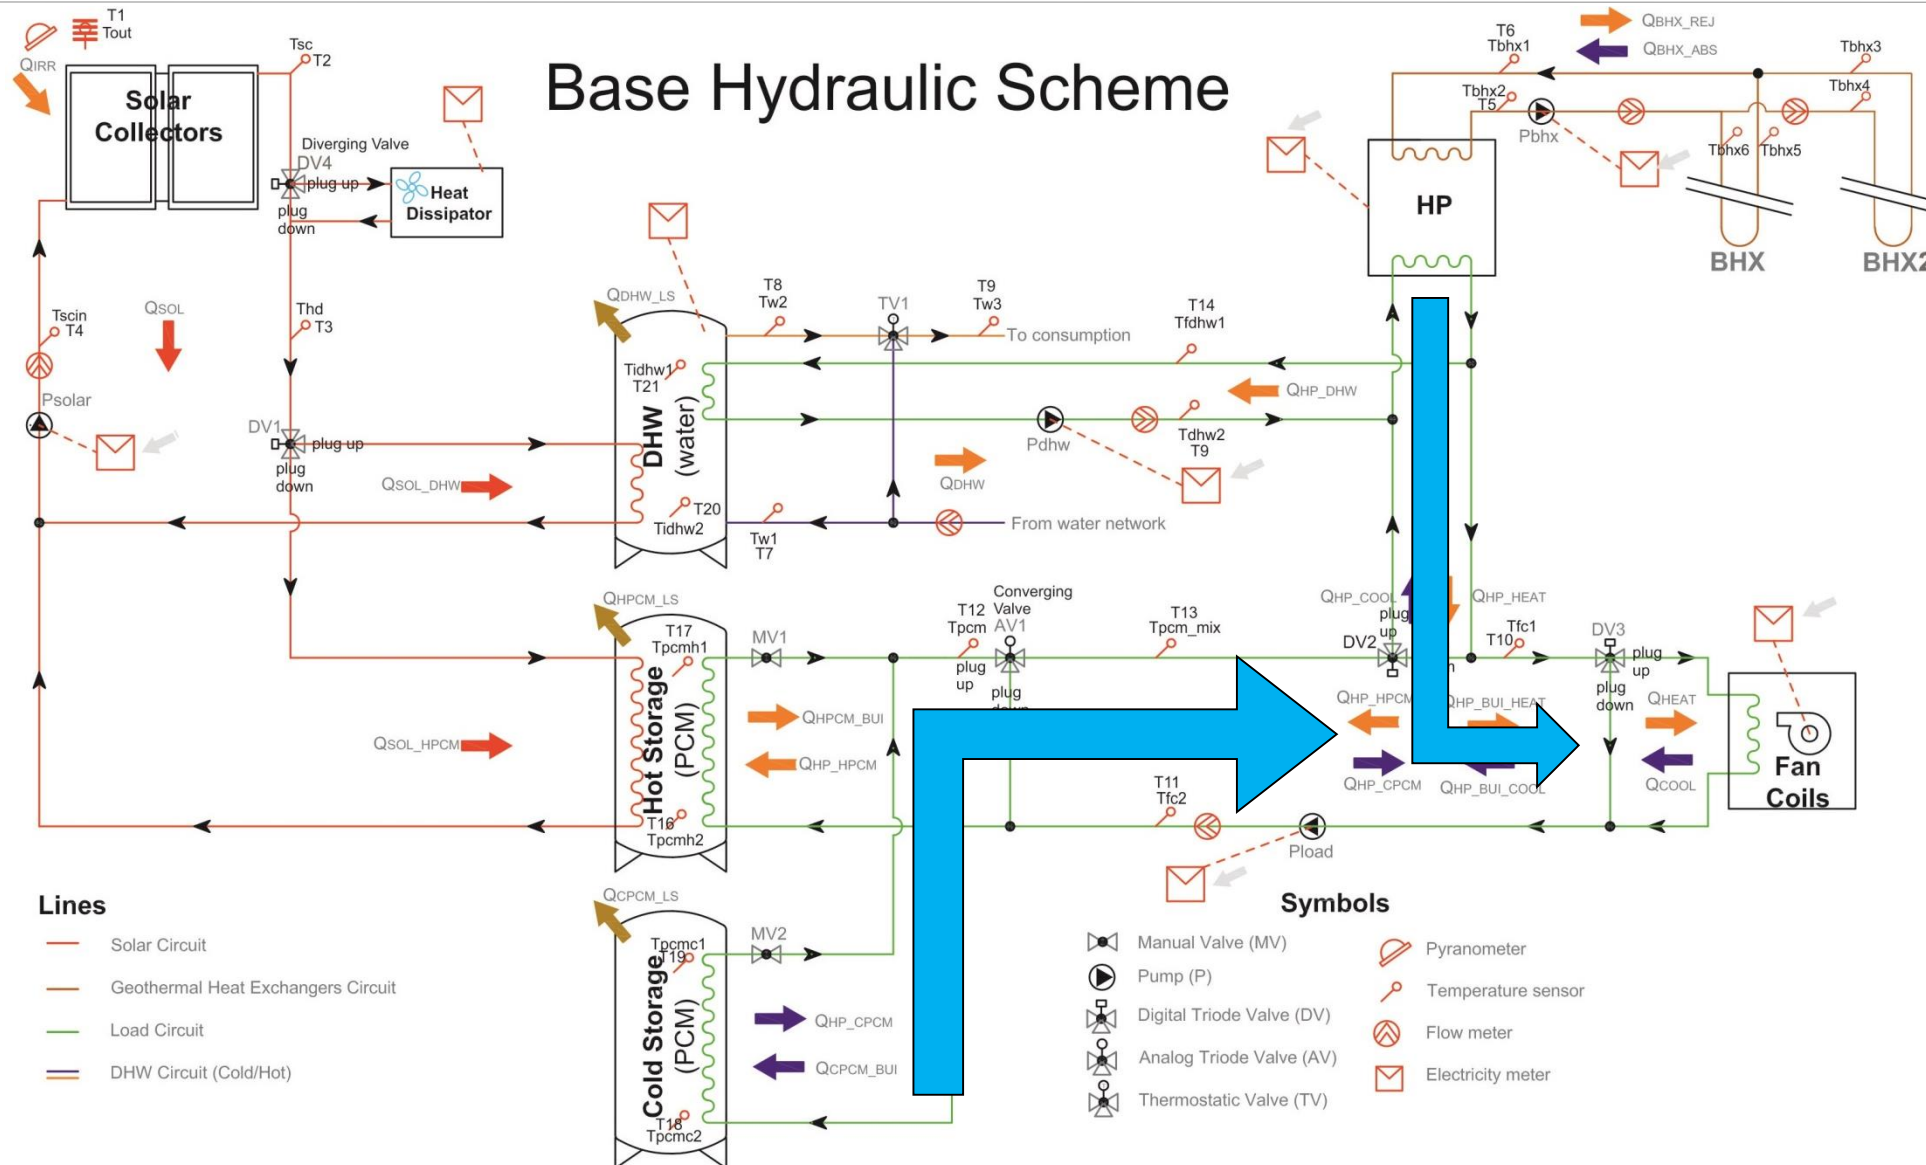 Base Hydraulic Scheme
T1
Tout
QIRR
Solar
Collectors
Tsc
T2
Diverging Valve
DV4
plug up
plug
down
Heat
Dissipator
Tscin
T4
QSOL
Thd
T3
Psolar
DV1
plug up
plug
down
QSOL_DHW
QDHW_LS
T8
Tw2
TV1
T9
Tw3
To consumption
T14
Tfdhw1
Tidhw1
T21
DHW
(water)
QHP_DHW
Pdhw
Tdhw2
T9
QDHW
T20
Tidhw2
Tw1
T7
From water network
T6
Tbhx1
QBHX_REJ
QBHX_ABS
Tbhx3
Tbhx2
T5
Pbhx
Tbhx4
Tbhx6
Tbhx5
HP
BHX
BHX2
QHPCM_LS
T17
Tpcmh1
MV1
Hot Storage
(PCM)
T16
Tpcmh2
QHPCM_BUI
QHP_HPCM
QSOL_HPCM
T12
Tpcm
plug
up
Converging
Valve
AV1
plug
down
T13
Tpcm_mix
QHP_COOL
plug
up
DV2
QHP_HEAT
Tfc1
T10
DV3
plug
up
plug
down
QHP_HPCM
QHP_BUI_HEAT
QHEAT
QHP_CPCM
QHP_BUI_COOL
QCOOL
Fan
Coils
T11
Tfc2
Pload
QCPCM_LS
Tpcmc1
T19
MV2
Cold Storage
(PCM)
QHP_CPCM
QCPCM_BUI
T18
Tpcmc2
Lines
Solar Circuit
Geothermal Heat Exchangers Circuit
Load Circuit
DHW Circuit (Cold/Hot)
Symbols
Manual Valve (MV)
Pump (P)
Digital Triode Valve (DV)
Analog Triode Valve (AV)
Thermostatic Valve (TV)
Pyranometer
Temperature sensor
Flow meter
Electricity meter